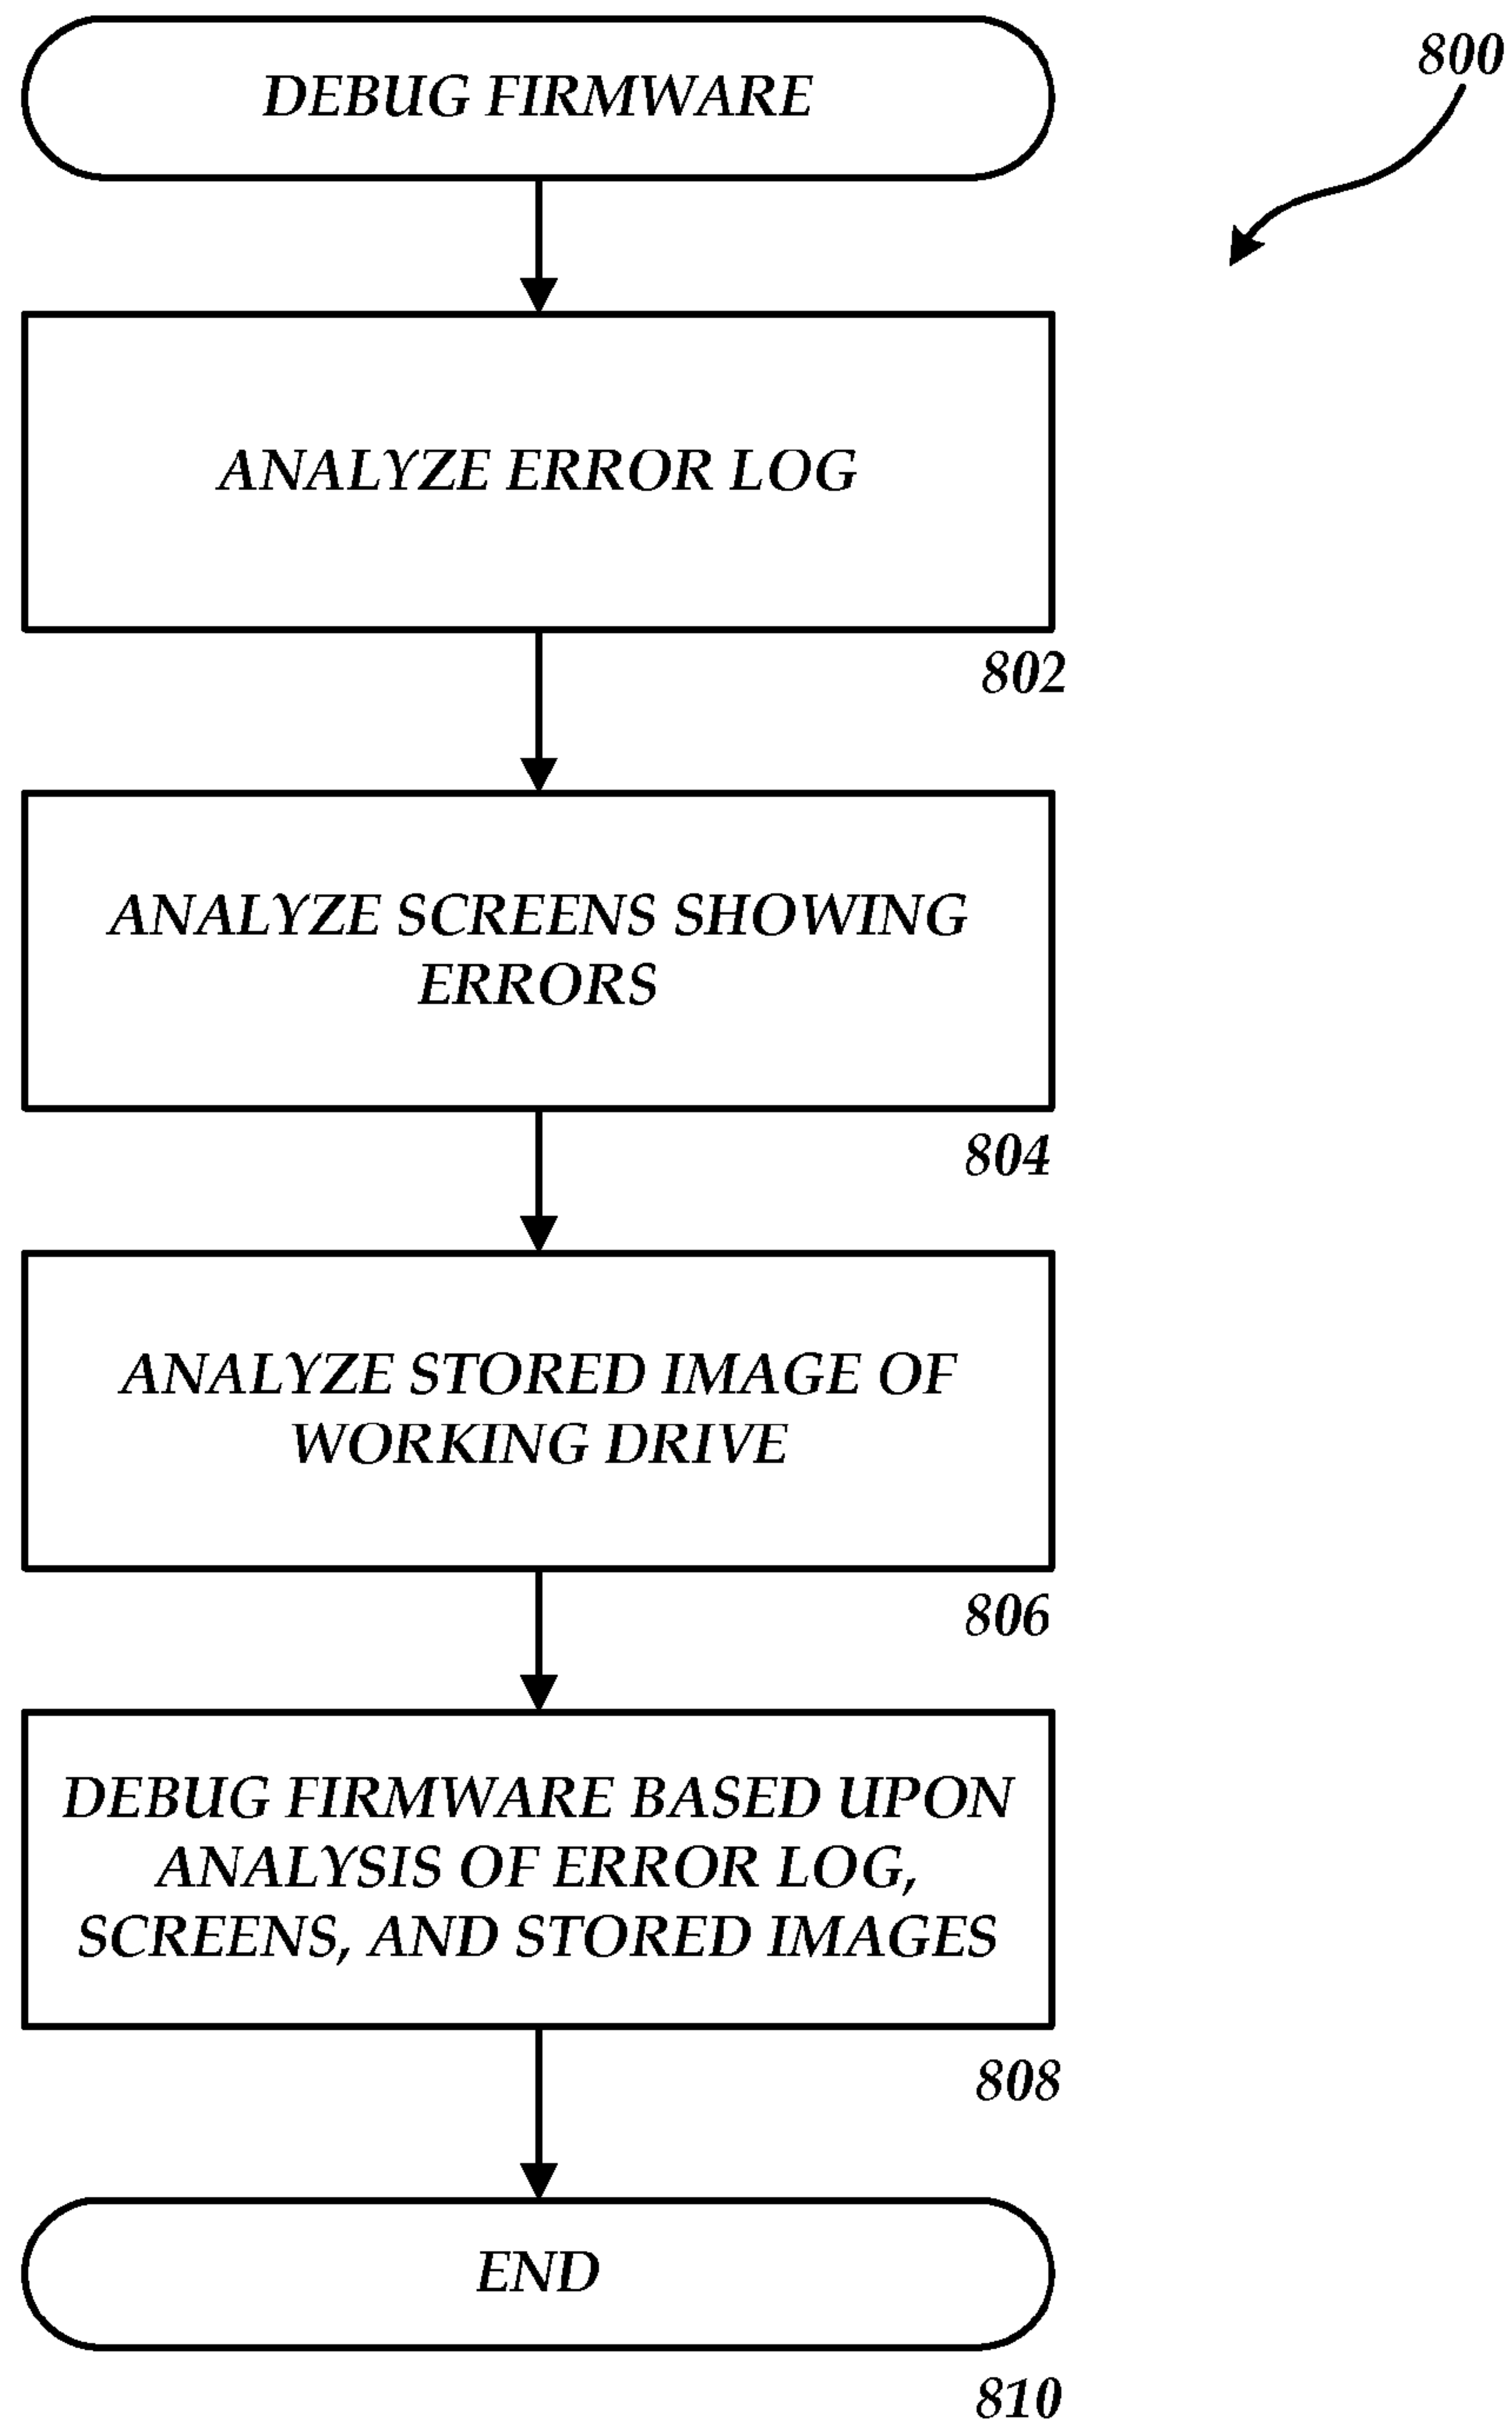 DEBUG FIRMWARE
800
ANALYZE ERROR LOG
802
ANALYZE SCREENS SHOWING
ERRORS
804
ANALYZE STORED IMAGE OF
WORKING DRIVE
806
DEBUG FIRMWARE BASED UPON
ANALYSIS OF ERROR LOG,
SCREENS, AND STORED IMAGES
808
END
810